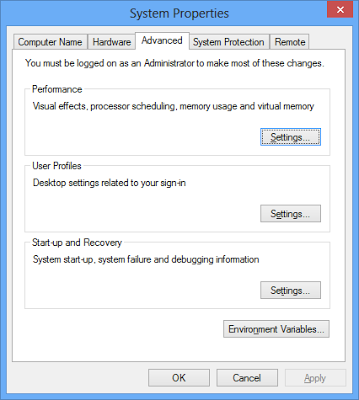 System Properties
Computer Name Hardware Advanced System Protection Remote
You must be logged on as an Administrator to make most of these changes.
Performance
Visual effects, processor scheduling, memory usage and virtual memory
Settings...
User Profiles
Desktop settings related to your sign-in
Settings...
Start-up and Recovery
System start-up, system failure and debugging information
Settings...
Environment Variables...
OK Cancel Apply